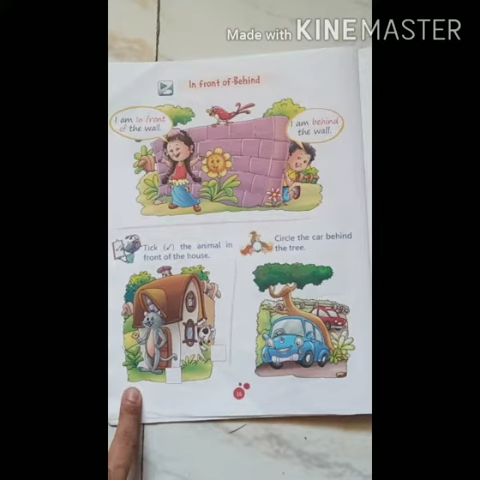 Made with KINEMASTER
In front of-Behind
I am In front
of the wall.
I am behind
the wall.
Tick (✓) the animal in
front of the house.
Circle the car behind
the tree.